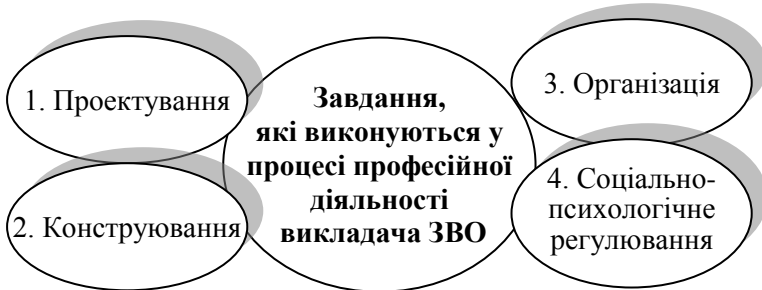 1. Проектування
2. Конструювання
Завдання,
які виконуються у
процесі професійної
діяльності
викладача ЗВО
3. Організація
4. Соціально-
психологічне
регулювання